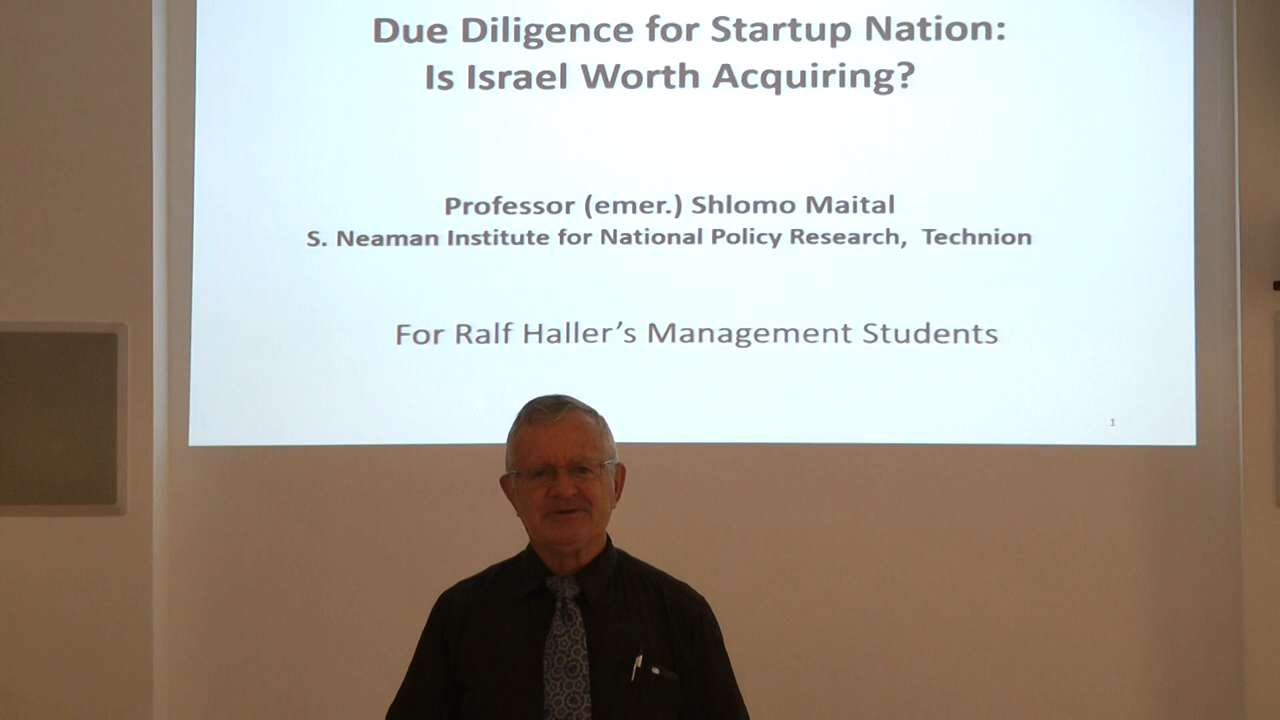 Due Diligence for Startup Nation:
Is Israel Worth Acquiring?
Professor (emer.) Shlomo Maital
S. Neaman Institute for National Policy Research, Technion
For Ralf Haller’s Management Students
1